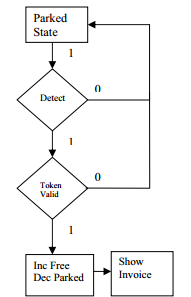 Parked
State
1
Detect
0
1
Token
Valid
0
1
Inc Free
Dec Parked
Show
Invoice